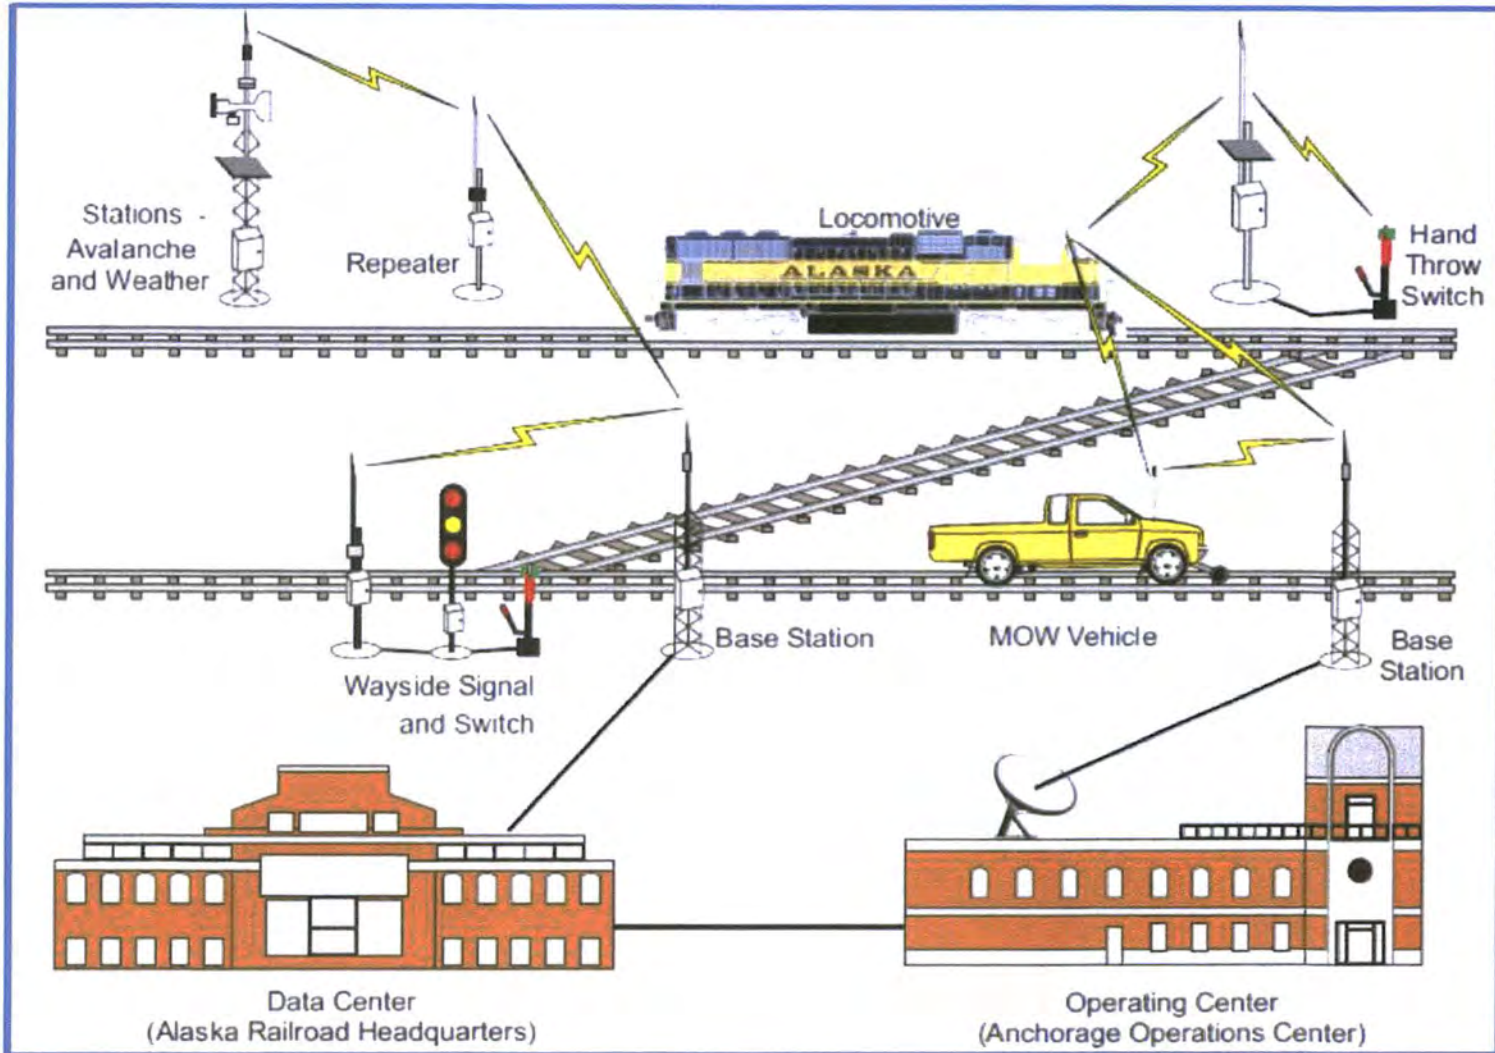 Stations -
Avalanche
and Weather
Repeater
Locomotive
ALASKA
Hand
Throw
Switch
Base Station
MOW Vehicle
Base
Station
Wayside Signal
and Switch
Data Center
(Alaska Railroad Headquarters)
Operating Center
(Anchorage Operations Center)